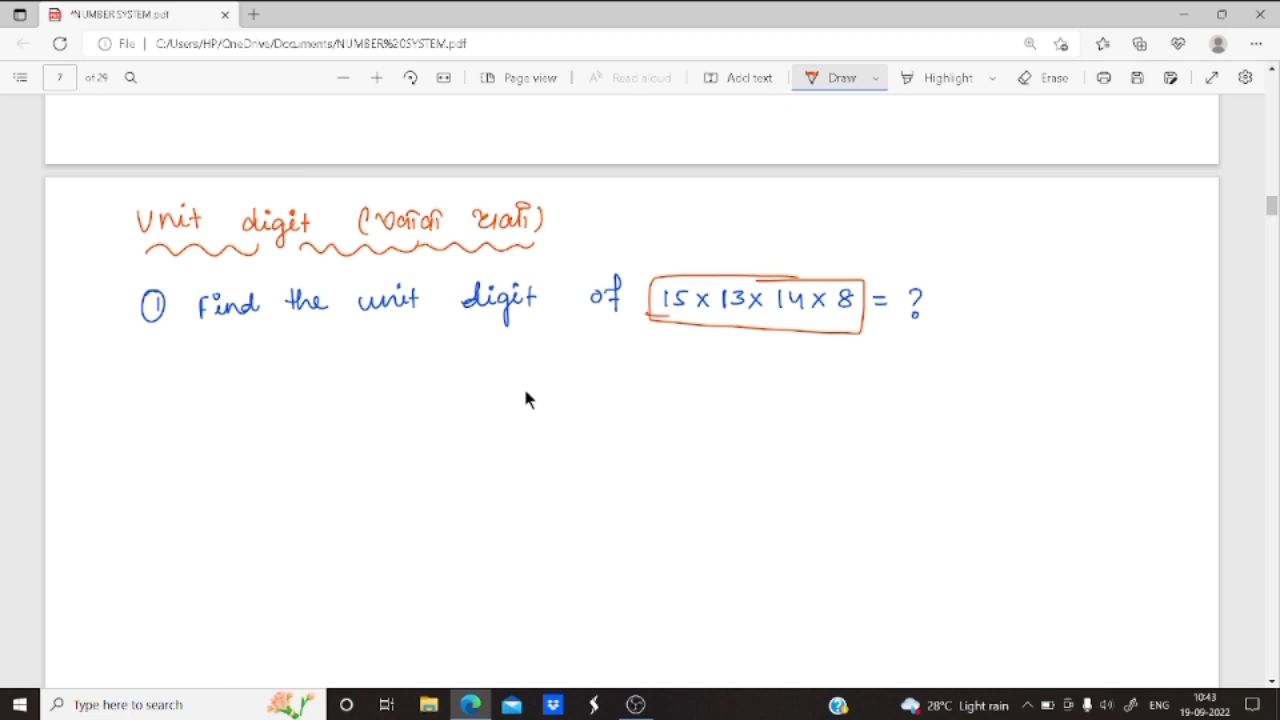 *NUMBER SYSTEM.pdf
File | C:/Users/HP/OneDrive/Documents/NUMBER%20SYSTEM.pdf
7 of 29 Page view Read aloud Add text Draw Highlight Erase
Unit digit
① Find the unit digit of 15 x 13 x 14 x 8 = ?
Type here to search
28°C Light rain ENG 10:43 19-09-2022